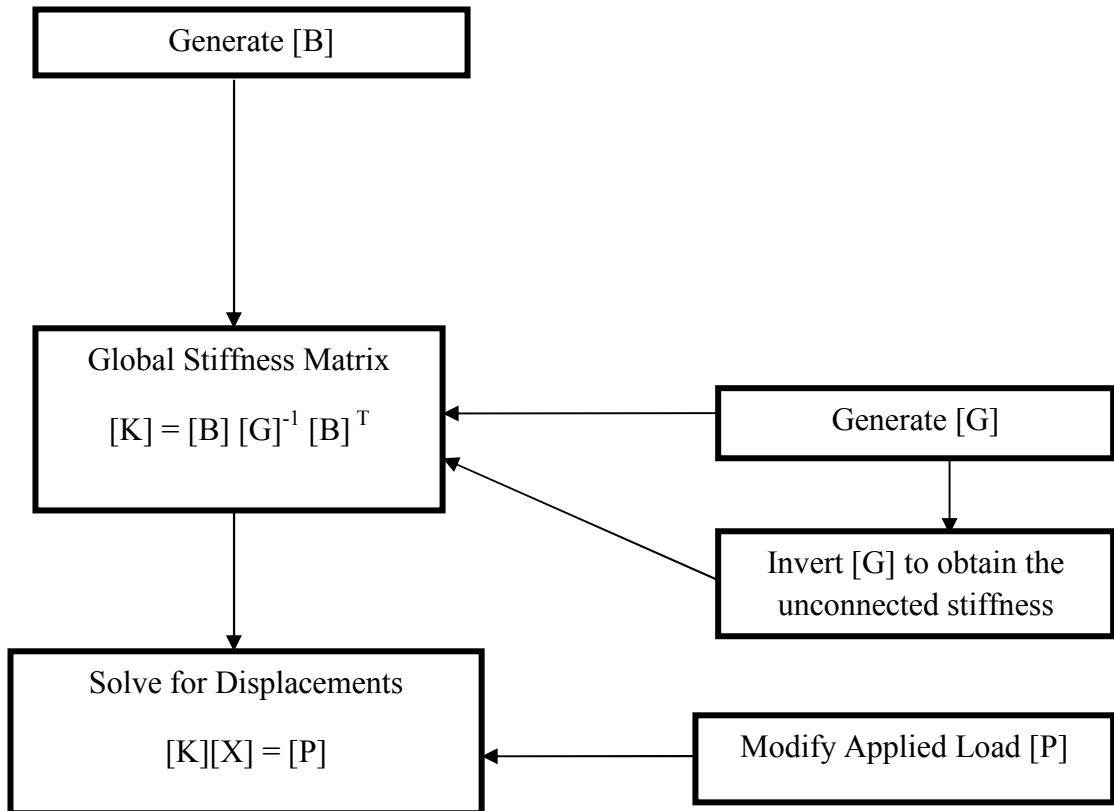 Generate [B]
Global Stiffness Matrix
[K] = [B] [G]⁻¹ [B] ᵀ
Generate [G]
Invert [G] to obtain the
unconnected stiffness
Solve for Displacements
[K][X] = [P]
Modify Applied Load [P]